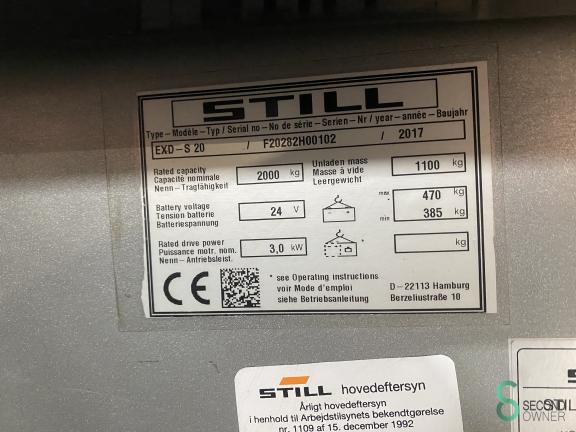 STILL
Type – Modèle – Typ / Serial no – No de série – Serien – Nr / year – année – Baujahr
EXD – S 20 / F20282H00102 / 2017
Rated capacity
Capacité nominale
Nenn – Tragfähigkeit
2000 kg
Unladen mass
Masse à vide
Leergewicht
1100 kg
Battery voltage
Tension batterie
Batteriespannung
24 V
max 470 kg
* min 385 kg
Rated drive power
Puissance motr. nom.
Nenn – Antriebsleist.
3,0 kW
*
kg
CE
* see Operating instructions
voir Mode d'emploi
siehe Betriebsanleitung
D – 22113 Hamburg
Berzeliustraße 10
STILL hovedeftersyn
Årligt hovedeftersyn
i henhold til Arbejdstilsynets bekendtgørelse
nr. 1109 af 15. december 1992
SECOND
OWNER